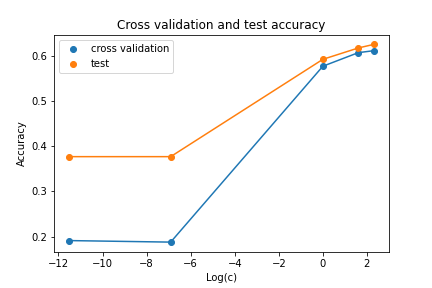 Cross validation and test accuracy
cross validation
test
0.6
0.5
0.4
0.3
0.2
Accuracy
−12
−10
−8
−6
−4
−2
0
2
Log(c)